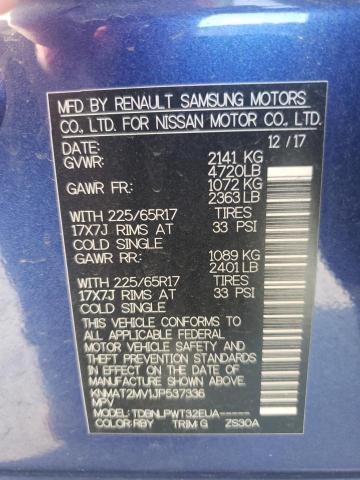 MFD BY RENAULT SAMSUNG MOTORS
CO., LTD. FOR NISSAN MOTOR CO., LTD.
DATE: 12 / 17
GVWR: 2141 KG
4720LB
GAWR FR: 1072 KG
2363 LB
WITH 225/65R17 TIRES
17X7J RIMS AT 33 PSI
COLD SINGLE
GAWR RR: 1089 KG
2401 LB
WITH 225/65R17 TIRES
17X7J RIMS AT 33 PSI
COLD SINGLE
THIS VEHICLE CONFORMS TO
ALL APPLICABLE FEDERAL
MOTOR VEHICLE SAFETY AND
THEFT PREVENTION STANDARDS
IN EFFECT ON THE DATE OF
MANUFACTURE SHOWN ABOVE.
KNMAT2MV1JP537336
MPV
MODEL: TDBNLPWT32EUA-----
COLOR:RBY TRIM:G ZS30A